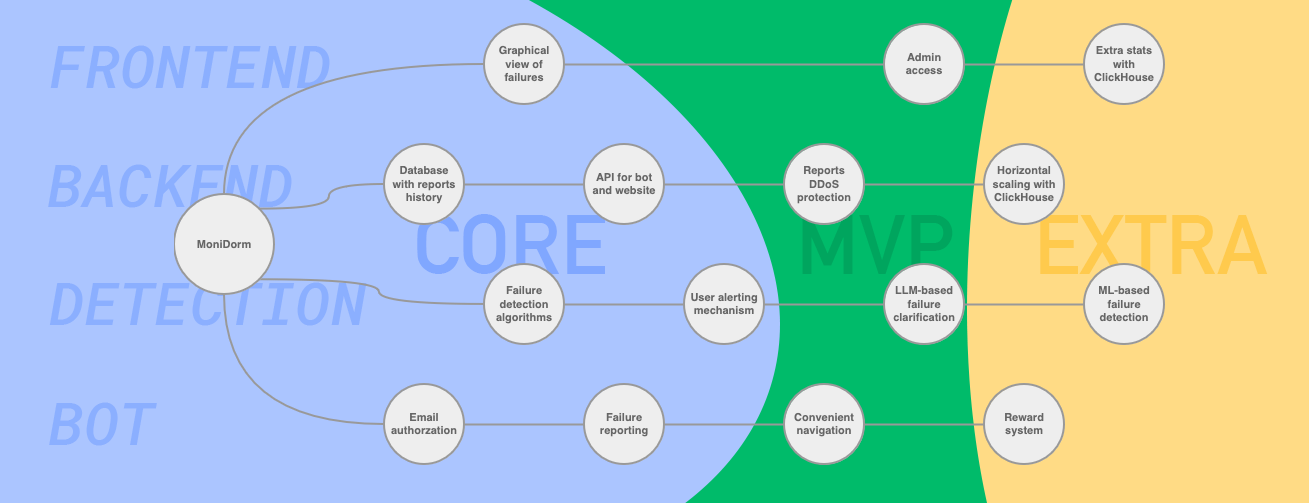 FRONTEND
Graphical
view of
failures
Admin
access
Extra stats
with
ClickHouse
BACKEND
Database
with reports
history
API for bot
and website
Reports
DDoS
protection
Horizontal
scaling with
ClickHouse
MoniDorm
CORE
MVP
EXTRA
DETECTION
Failure
detection
algorithms
User alerting
mechanism
LLM-based
failure
clarification
ML-based
failure
detection
BOT
Email
authorzation
Failure
reporting
Convenient
navigation
Reward
system